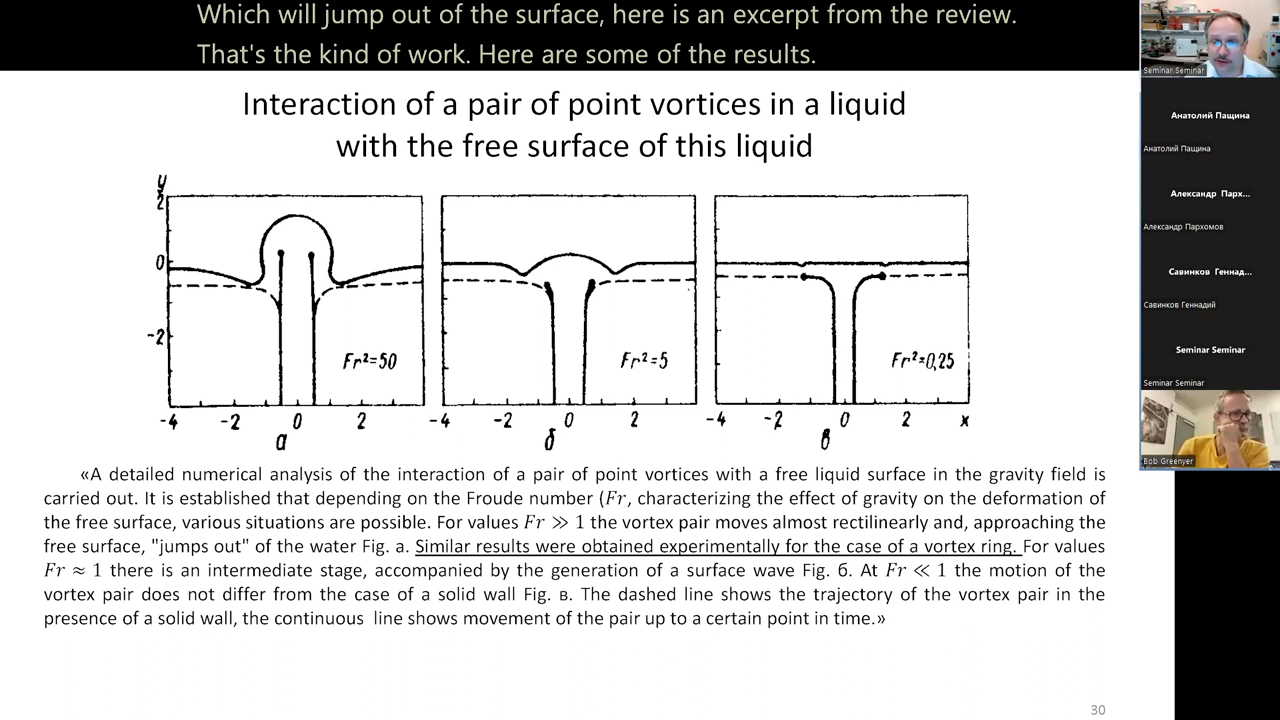 Which will jump out of the surface, here is an excerpt from the review.
That's the kind of work. Here are some of the results.
Interaction of a pair of point vortices in a liquid
with the free surface of this liquid
y
2
0
-2
Fr²=50
Fr²=5
Fr²=0,25
-4 -2 0 2 -4 -2 0 2 -4 -2 0 2 x
а б в
«A detailed numerical analysis of the interaction of a pair of point vortices with a free liquid surface in the gravity field is
carried out. It is established that depending on the Froude number (Fr, characterizing the effect of gravity on the deformation of
the free surface, various situations are possible. For values Fr ≫ 1 the vortex pair moves almost rectilinearly and, approaching the
free surface, "jumps out" of the water Fig. a. Similar results were obtained experimentally for the case of a vortex ring. For values
Fr ≈ 1 there is an intermediate stage, accompanied by the generation of a surface wave Fig. б. At Fr ≪ 1 the motion of the
vortex pair does not differ from the case of a solid wall Fig. в. The dashed line shows the trajectory of the vortex pair in the
presence of a solid wall, the continuous line shows movement of the pair up to a certain point in time.»
30
Seminar Seminar
Анатолий Пащина
Анатолий Пащина
Александр Парх...
Александр Пархомов
Савинков Геннад...
Савинков Геннадий
Seminar Seminar
Seminar Seminar
Bob Greenyer